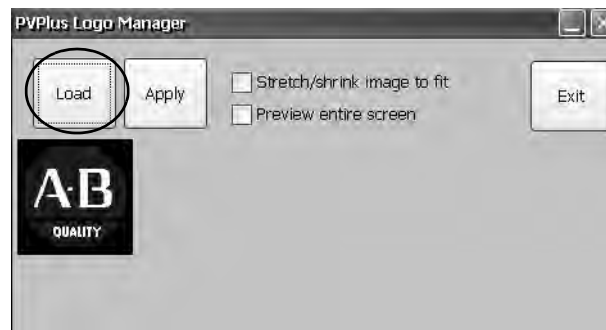 PVPlus Logo Manager
Load
Apply
Stretch/shrink image to fit
Preview entire screen
Exit
A·B
QUALITY